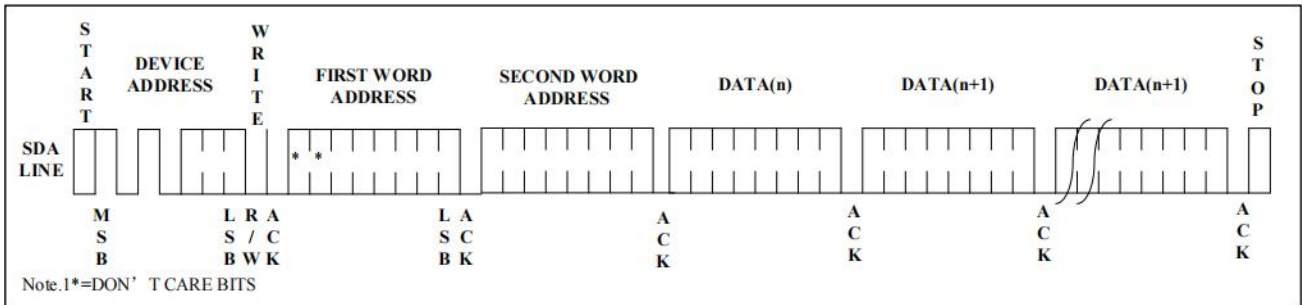 START
WRITE
STOP
DEVICE
ADDRESS
FIRST WORD
ADDRESS
SECOND WORD
ADDRESS
DATA(n)
DATA(n+1)
DATA(n+1)
SDA
LINE
* *
MSB
LSB
R/W
ACK
LSB
ACK
ACK
ACK
ACK
ACK
Note.1*=DON’T CARE BITS